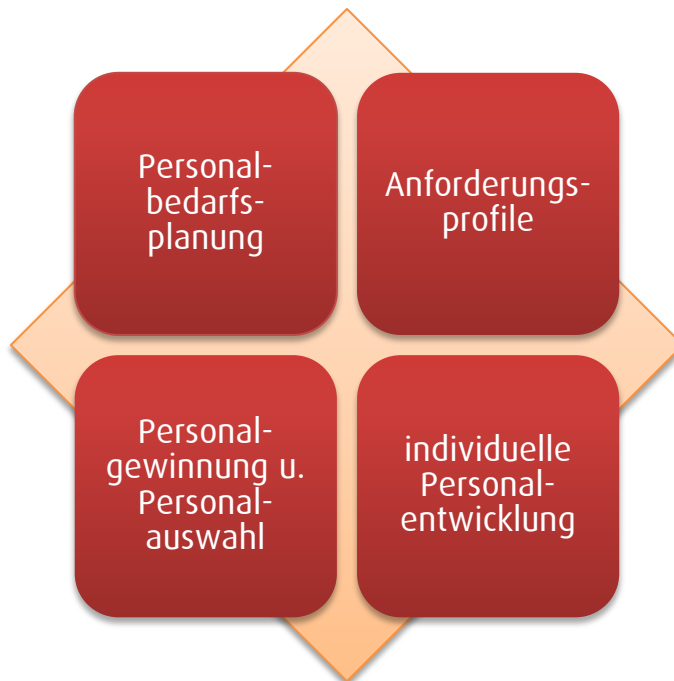 Personal-
bedarfs-
planung
Anforderungs-
profile
Personal-
gewinnung u.
Personal-
auswahl
individuelle
Personal-
entwicklung